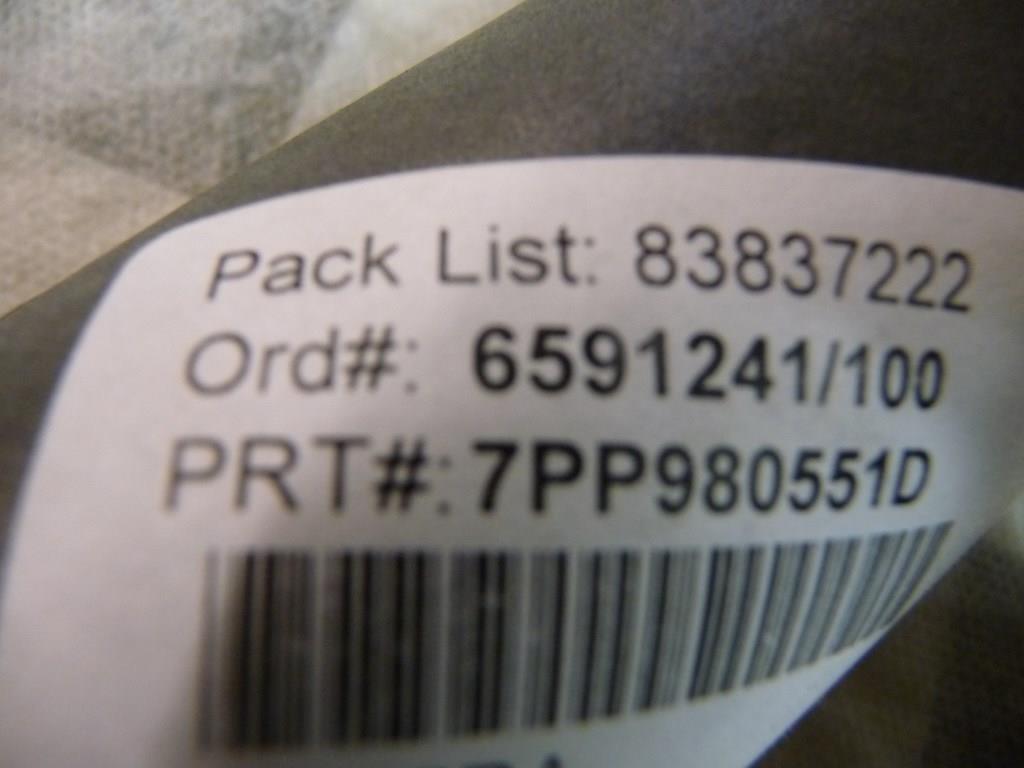 Pack List: 83837222
Ord#: 6591241/100
PRT#: 7PP980551D